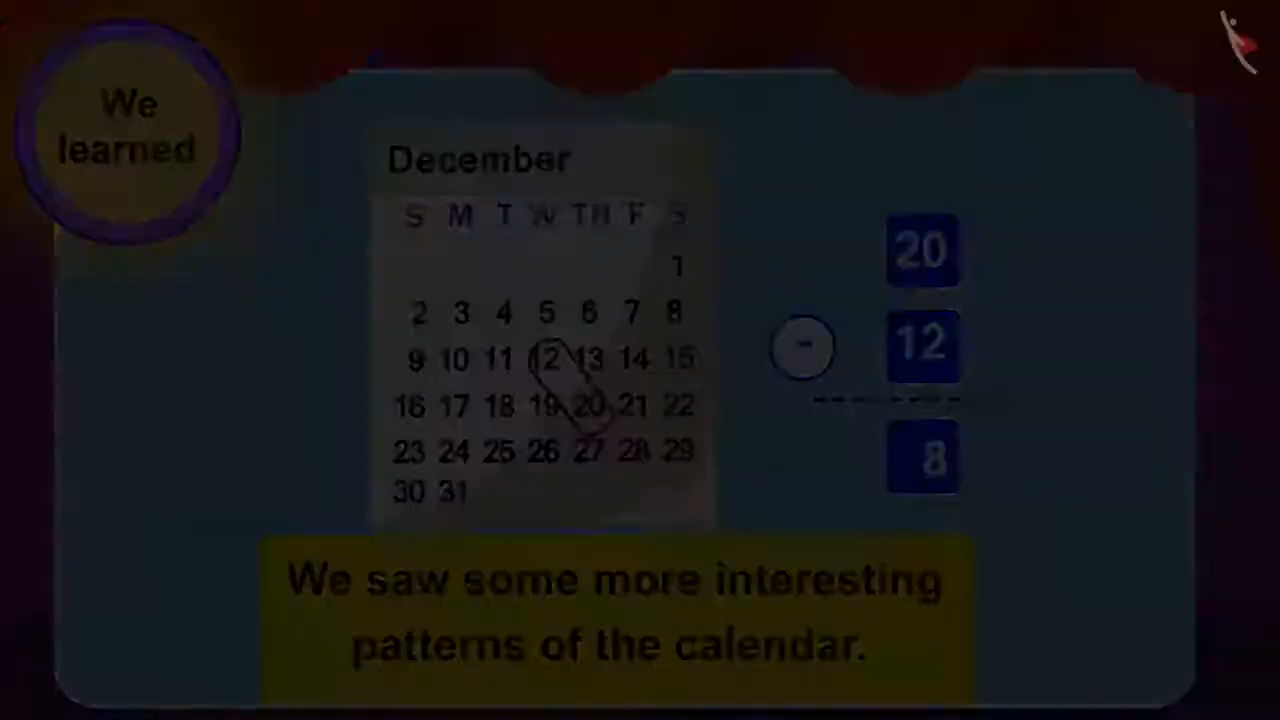 We
learned
December
S M T W TH F S
1
2 3 4 5 6 7 8
9 10 11 12 13 14 15
16 17 18 19 20 21 22
23 24 25 26 27 28 29
30 31
20
- 12
8
We saw some more interesting
patterns of the calendar.